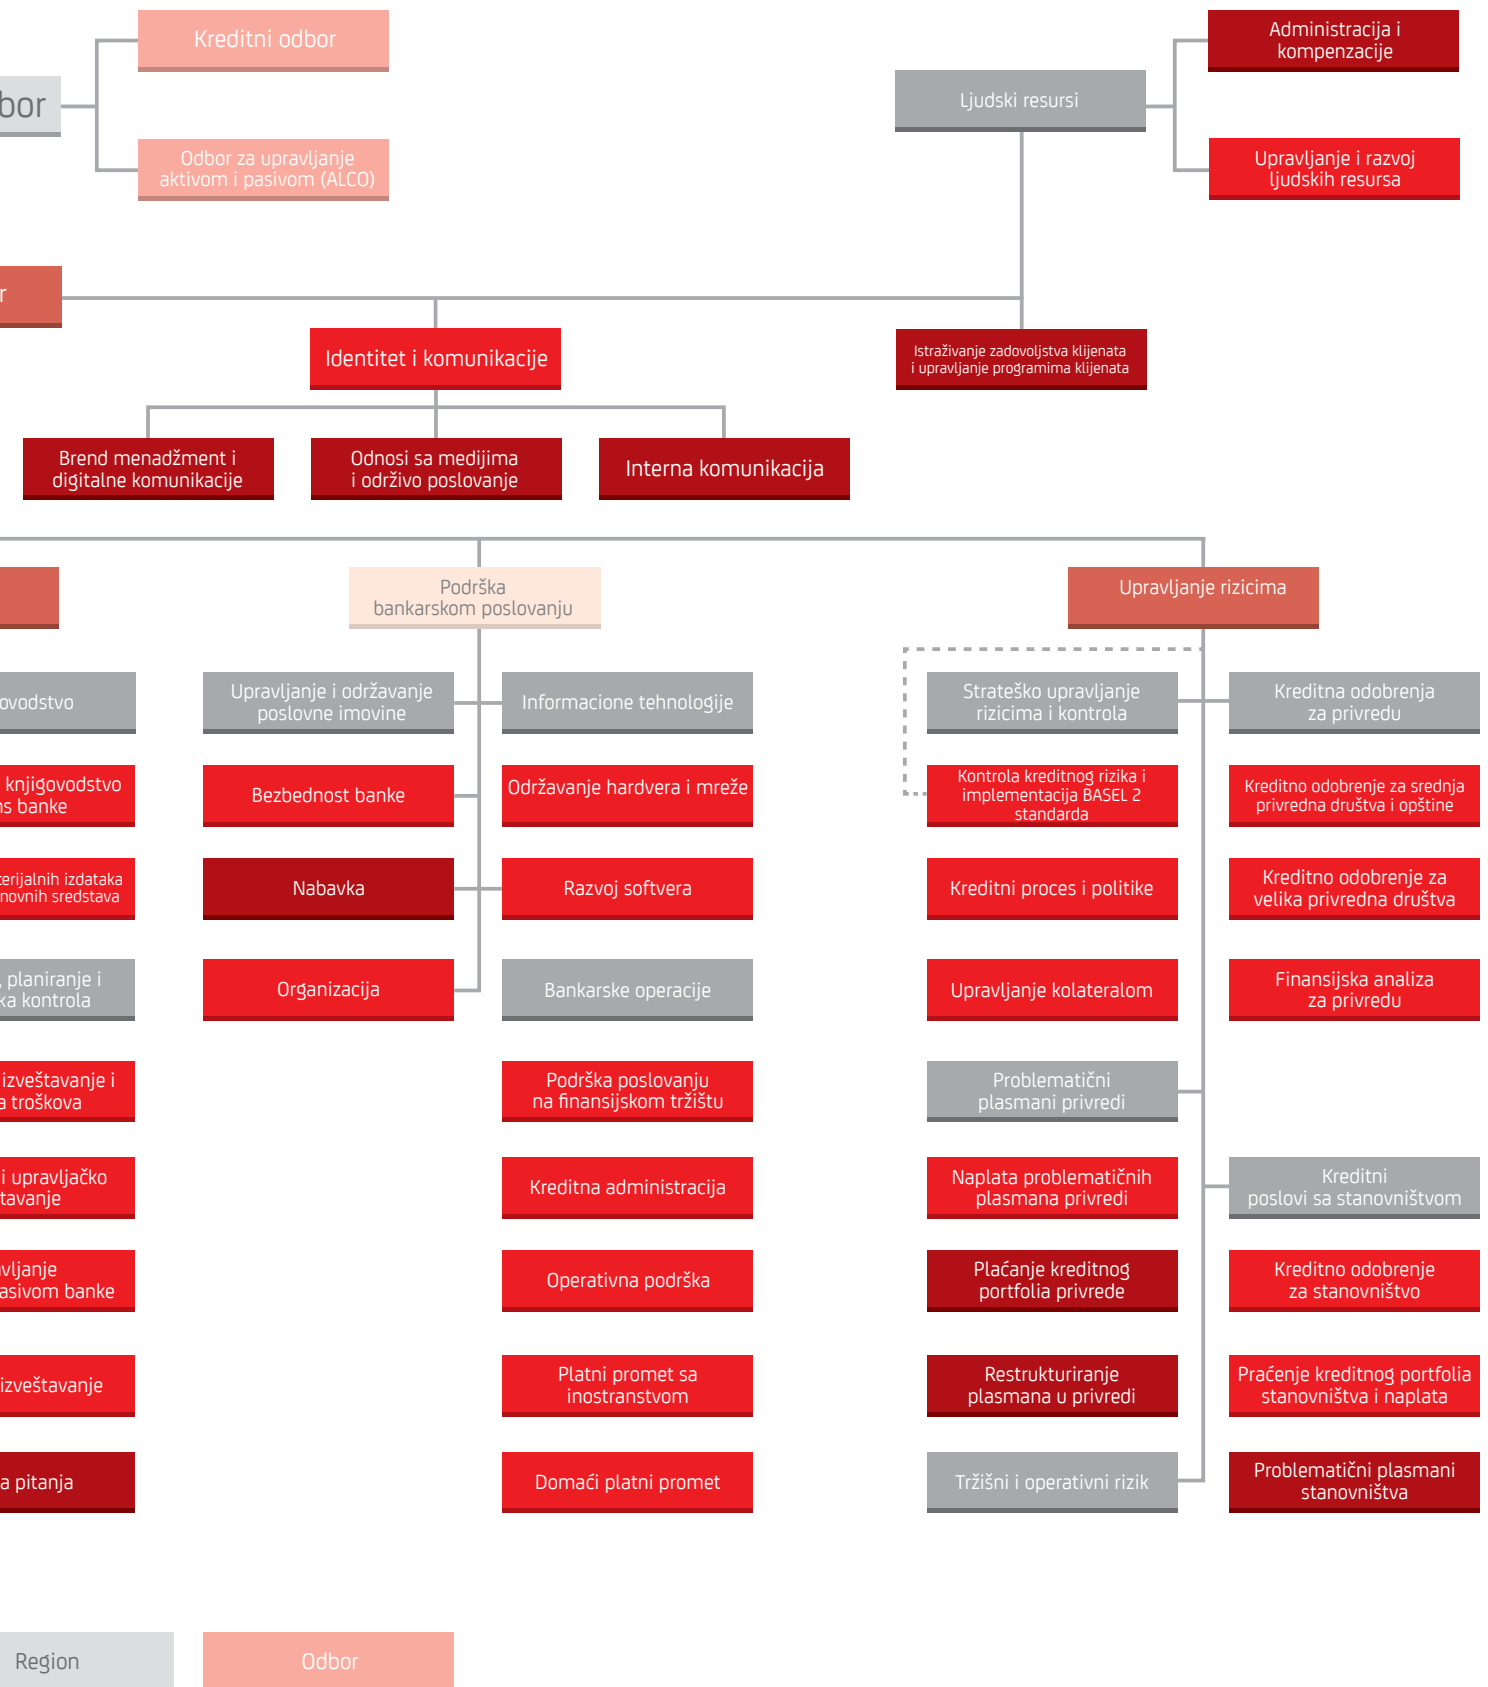 Kreditni odbor
Odbor za upravljanje
aktivom i pasivom (ALCO)
Ljudski resursi
Administracija i
kompenzacije
Upravljanje i razvoj
ljudskih resursa
Identitet i komunikacije
Istraživanje zadovoljstva klijenata
i upravljanje programima klijenata
Brend menadžment i
digitalne komunikacije
Odnosi sa medijima
i održivo poslovanje
Interna komunikacija
Podrška
bankarskom poslovanju
Upravljanje rizicima
knjigovodstvo
banke
izdataka
sredstava
planiranje i
kontrola
izveštavanje i
troškova
i upravljačko
banke
izveštavanje
pitanja
Upravljanje i održavanje
poslovne imovine
Bezbednost banke
Nabavka
Organizacija
Informacione tehnologije
Održavanje hardvera i mreže
Razvoj softvera
Bankarske operacije
Podrška poslovanju
na finansijskom tržištu
Kreditna administracija
Operativna podrška
Platni promet sa
inostranstvom
Domaći platni promet
Strateško upravljanje
rizicima i kontrola
Kontrola kreditnog rizika i
implementacija BASEL 2
standarda
Kreditni proces i politike
Upravljanje kolateralom
Problematični
plasmani privredi
Naplata problematičnih
plasmana privredi
Plaćanje kreditnog
portfolia privrede
Restrukturiranje
plasmana u privredi
Tržišni i operativni rizik
Kreditna odobrenja
za privredu
Kreditno odobrenje za srednja
privredna društva i opštine
Kreditno odobrenje za
velika privredna društva
Finansijska analiza
za privredu
Kreditni
poslovi sa stanovništvom
Kreditno odobrenje
za stanovništvo
Praćenje kreditnog portfolia
stanovništva i naplata
Problematični plasmani
stanovništva
Region
Odbor